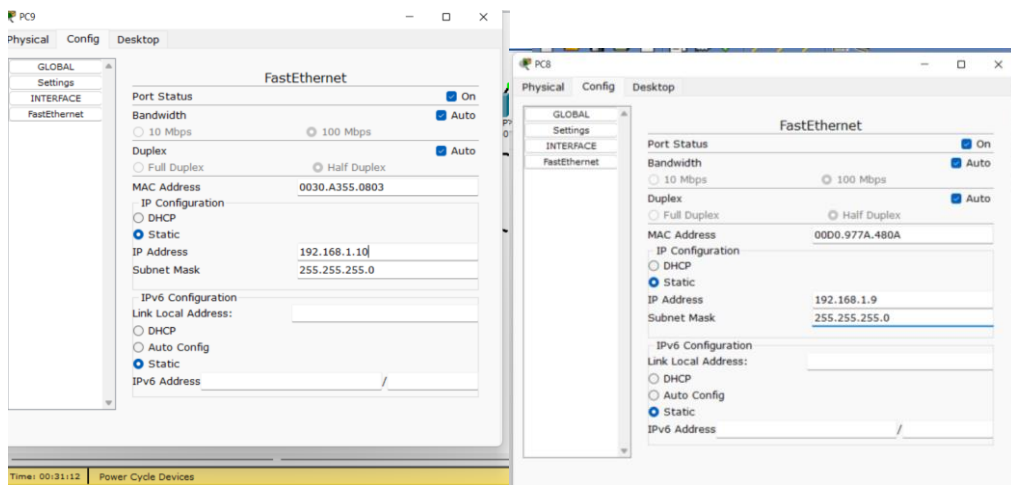 PC9
Physical Config Desktop
GLOBAL
Settings
INTERFACE
FastEthernet
FastEthernet
Port Status On
Bandwidth Auto
10 Mbps 100 Mbps
Duplex Auto
Full Duplex Half Duplex
MAC Address 0030.A355.0803
IP Configuration
DHCP
Static
IP Address 192.168.1.10
Subnet Mask 255.255.255.0
IPv6 Configuration
Link Local Address:
DHCP
Auto Config
Static
IPv6 Address /
Time: 00:31:12 Power Cycle Devices
PC8
Physical Config Desktop
GLOBAL
Settings
INTERFACE
FastEthernet
FastEthernet
Port Status On
Bandwidth Auto
10 Mbps 100 Mbps
Duplex Auto
Full Duplex Half Duplex
MAC Address 00D0.977A.480A
IP Configuration
DHCP
Static
IP Address 192.168.1.9
Subnet Mask 255.255.255.0
IPv6 Configuration
Link Local Address:
DHCP
Auto Config
Static
IPv6 Address /